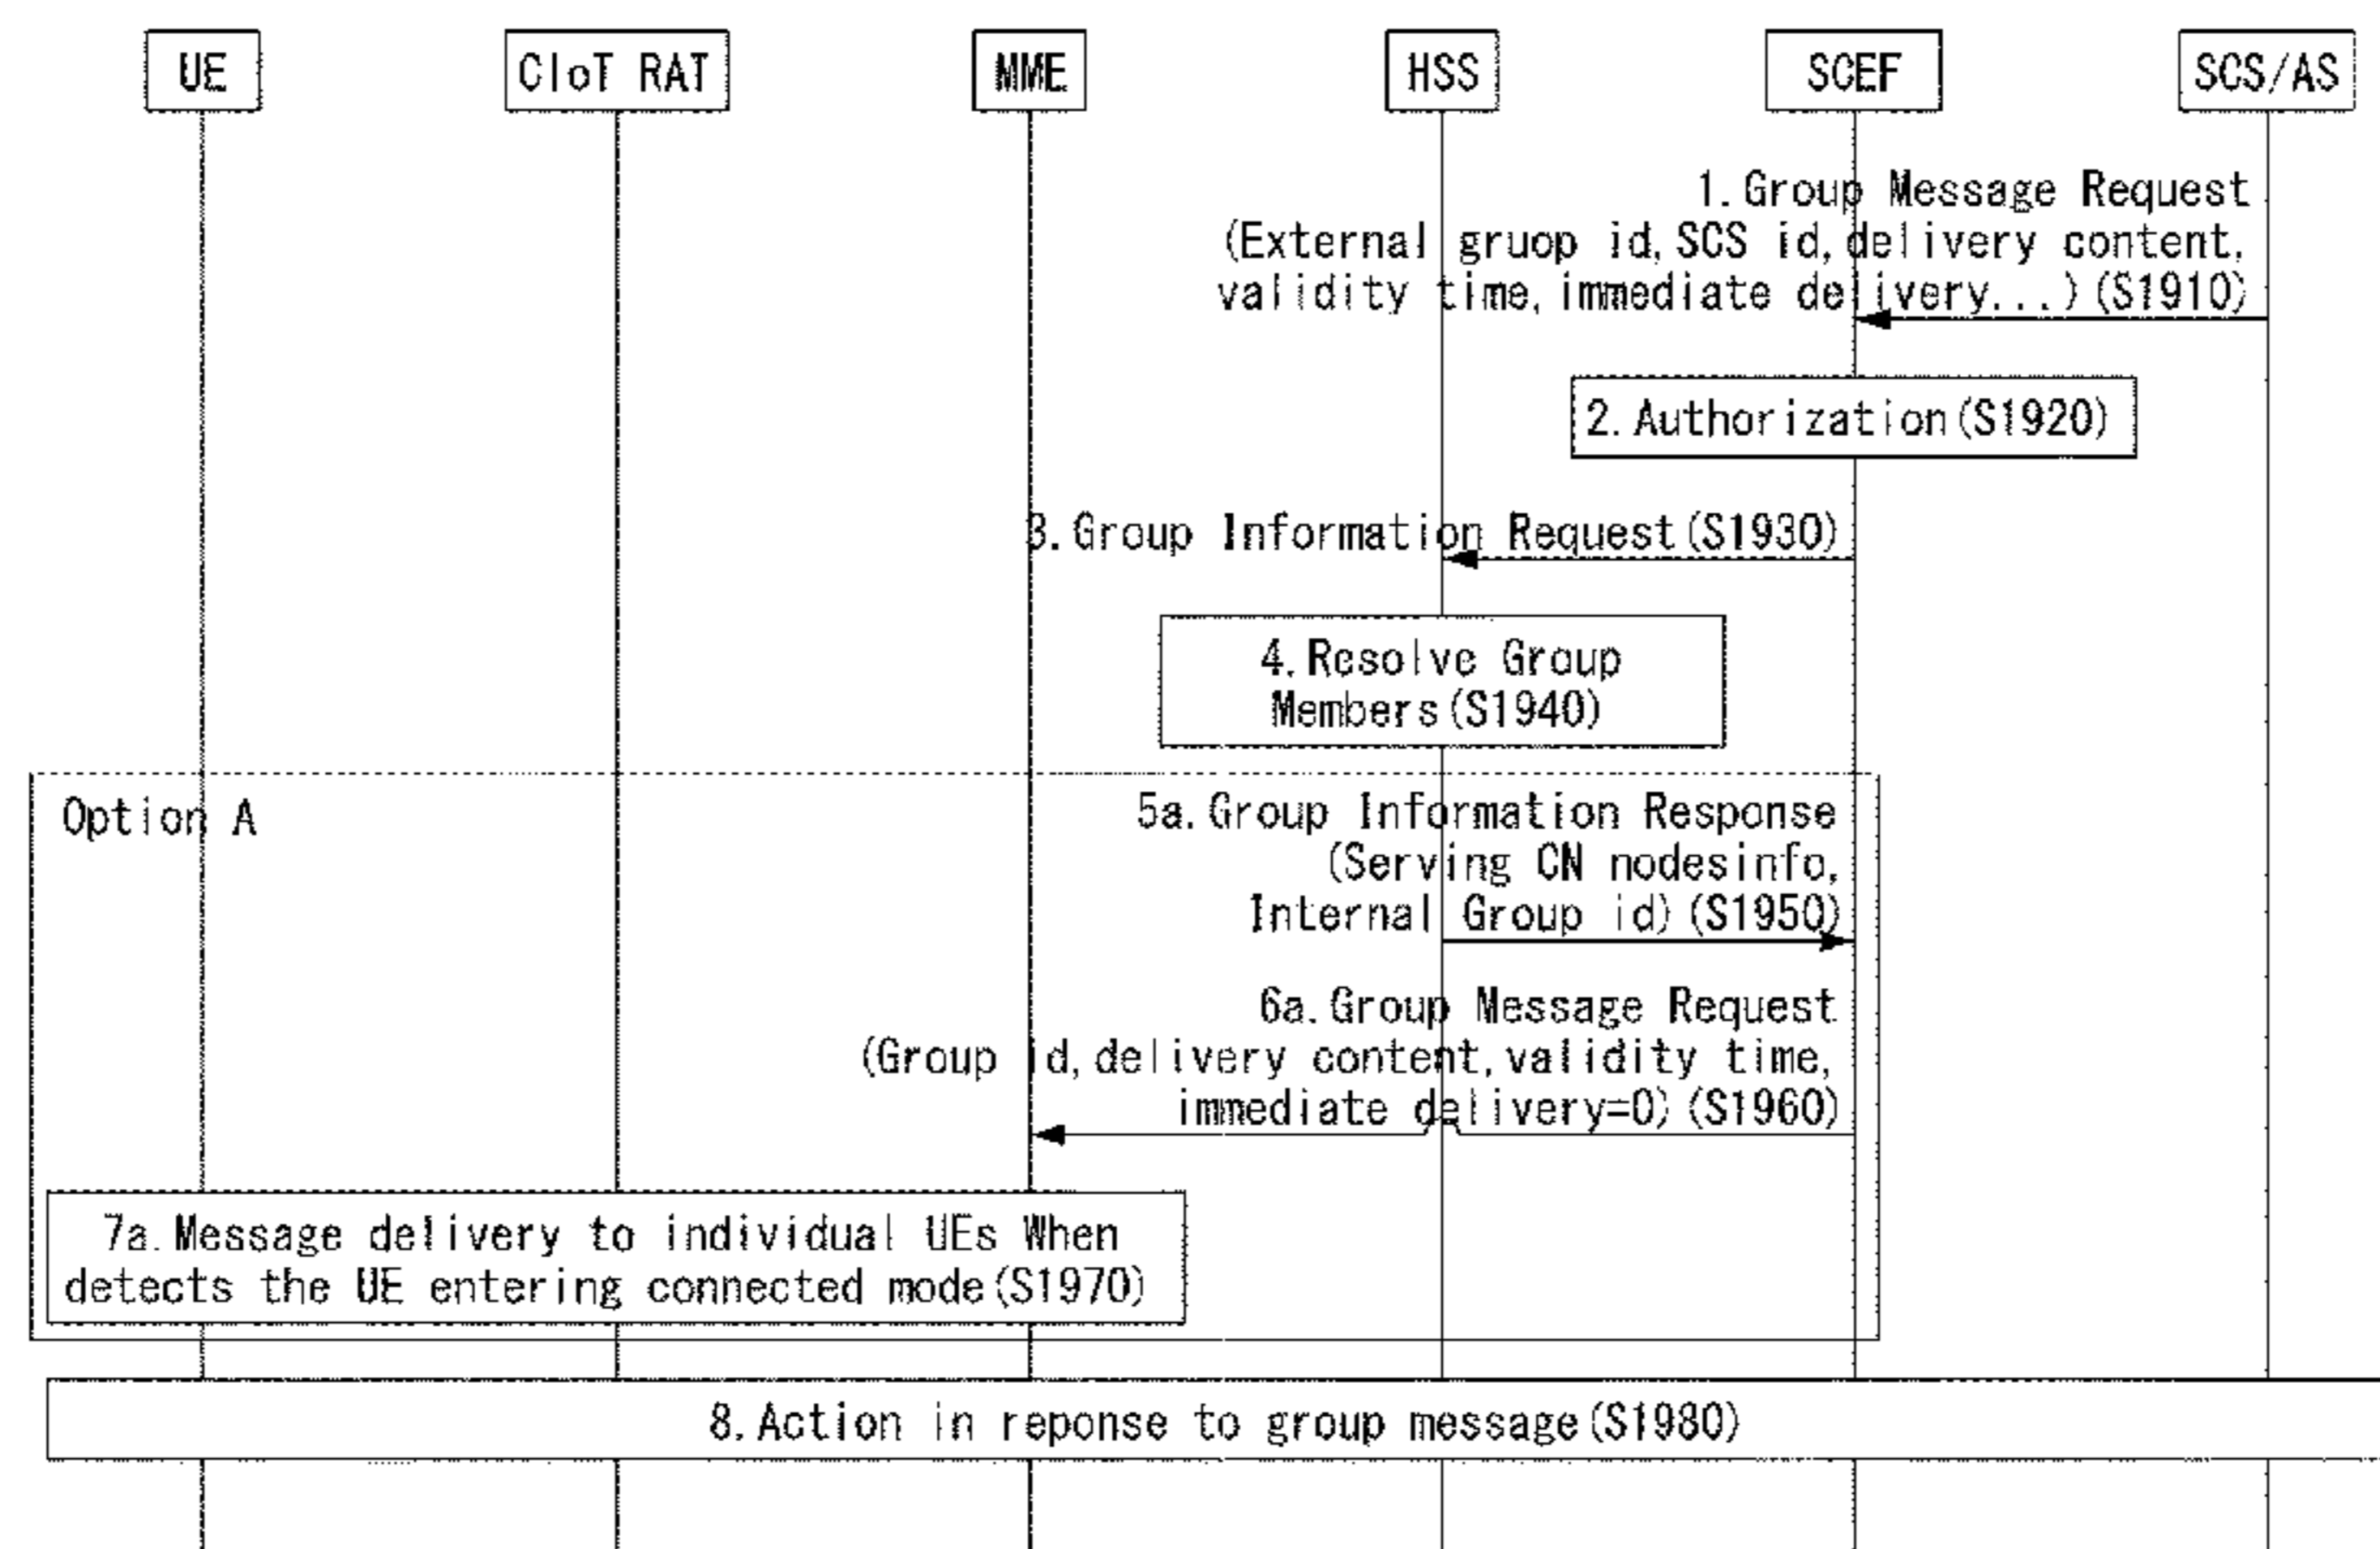 UE
CIoT RAT
MME
HSS
SCEF
SCS/AS
1.Group Message Request
(External gruop id,SCS id,delivery content,
validity time,immediate delivery...)(S1910)
2.Authorization(S1920)
3.Group Information Request(S1930)
4.Resolve Group
Members(S1940)
Option A
5a.Group Information Response
(Serving CN nodesinfo,
Internal Group id)(S1950)
6a.Group Message Request
(Group id,delivery content,validity time,
immediate delivery=0)(S1960)
7a.Message delivery to individual UEs When
detects the UE entering connected mode(S1970)
8.Action in reponse to group message(S1980)